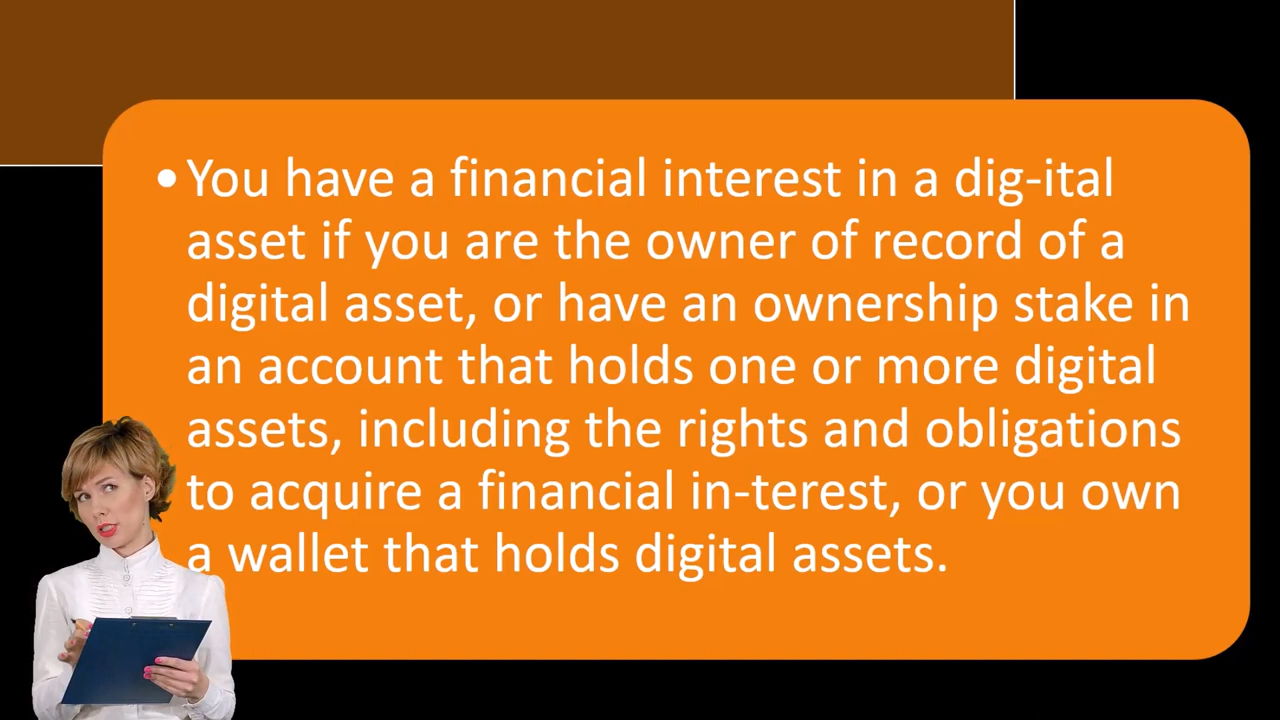 • You have a financial interest in a dig-ital
asset if you are the owner of record of a
digital asset, or have an ownership stake in
an account that holds one or more digital
assets, including the rights and obligations
to acquire a financial in-terest, or you own
a wallet that holds digital assets.